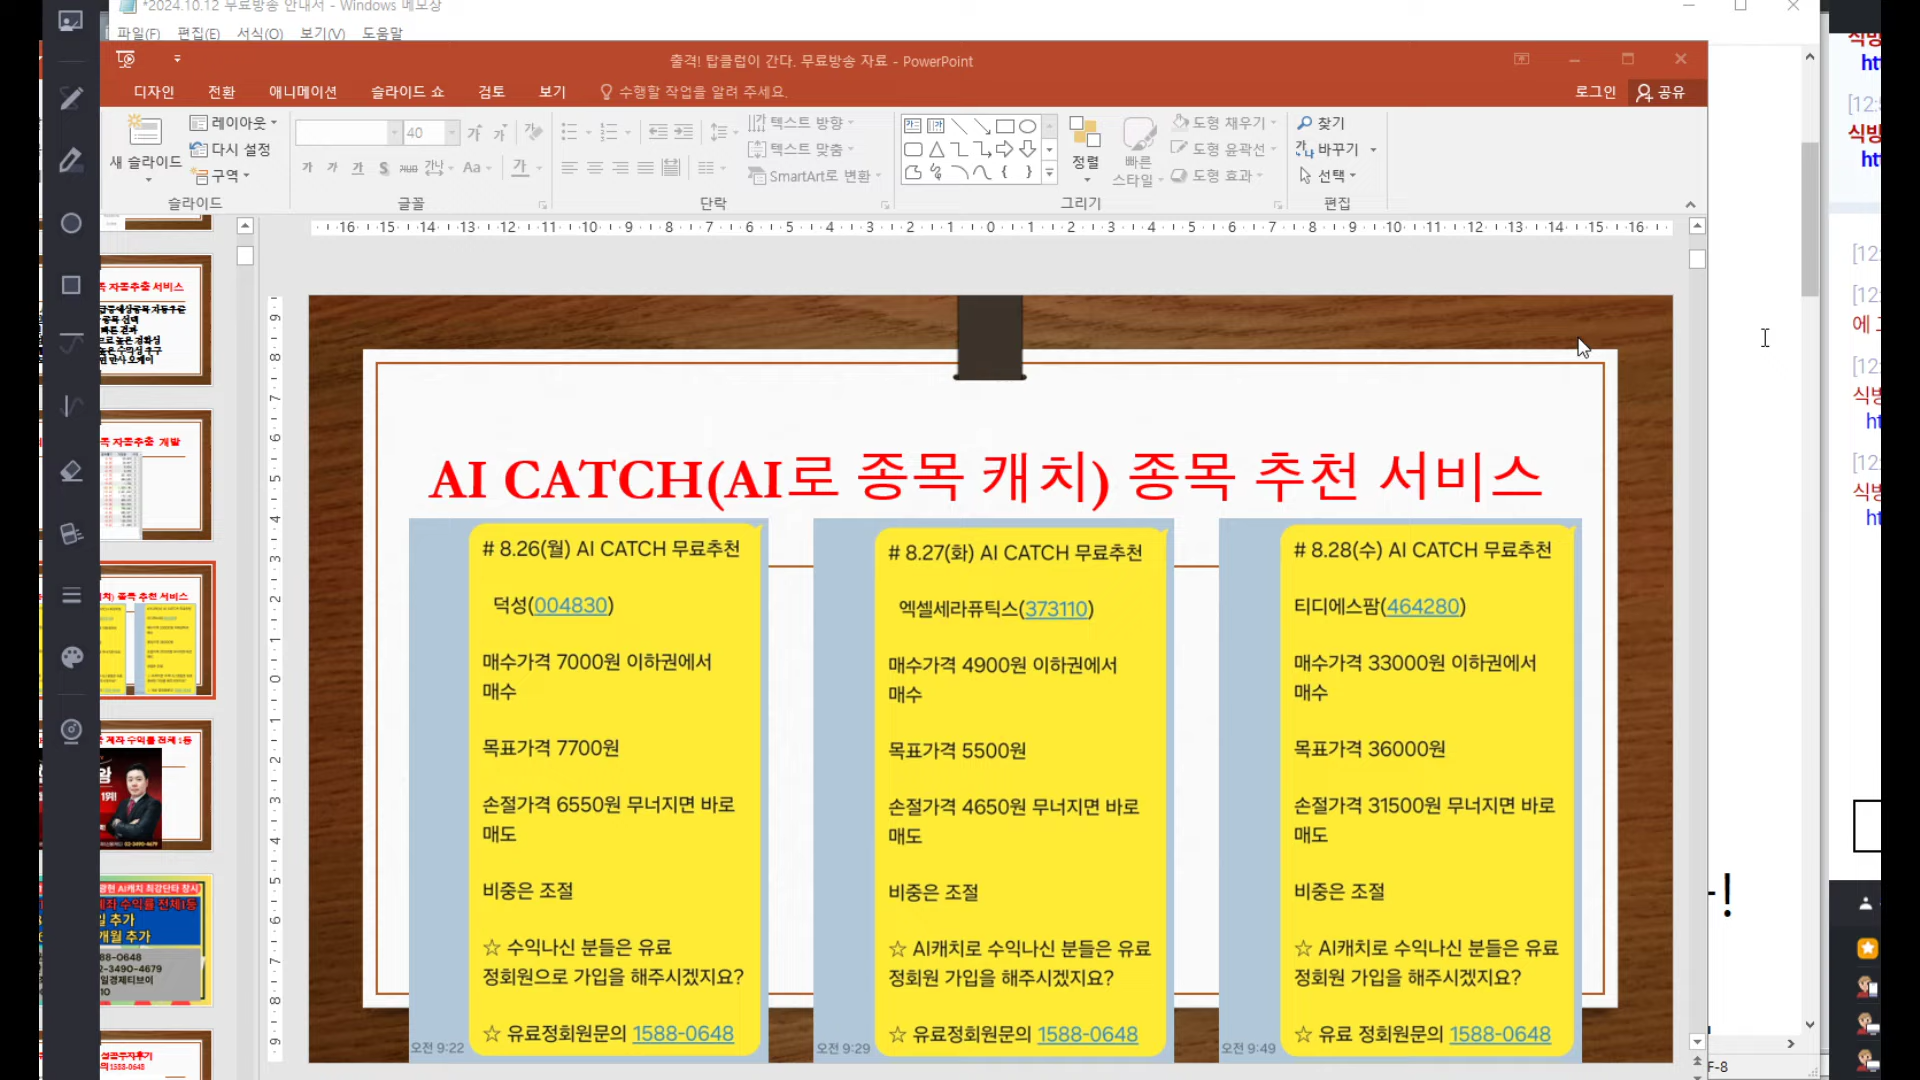 *2024.10.12 무료방송 안내서 - Windows 메모장
파일(F) 편집(E) 서식(O) 보기(V) 도움말
출격! 탑클럽이 간다. 무료방송 자료 - PowerPoint
디자인 전환 애니메이션 슬라이드 쇼 검토 보기 수행할 작업을 알려 주세요. 로그인 공유
새 슬라이드
레이아웃
다시 설정
구역
슬라이드
40
글꼴
텍스트 방향
텍스트 맞춤
SmartArt로 변환
단락
정렬
빠른
스타일
도형 채우기
도형 윤곽선
도형 효과
그리기
찾기
바꾸기
선택
편집
AI CATCH(AI로 종목 캐치) 종목 추천 서비스
# 8.26(월) AI CATCH 무료추천
덕성(004830)
매수가격 7000원 이하권에서
매수
목표가격 7700원
손절가격 6550원 무너지면 바로
매도
비중은 조절
☆ 수익나신 분들은 유료
정회원으로 가입을 해주시겠지요?
☆ 유료정회원문의 1588-0648
오전 9:22
# 8.27(화) AI CATCH 무료추천
엑셀세라퓨틱스(373110)
매수가격 4900원 이하권에서
매수
목표가격 5500원
손절가격 4650원 무너지면 바로
매도
비중은 조절
☆ AI캐치로 수익나신 분들은 유료
정회원 가입을 해주시겠지요?
☆ 유료정회원문의 1588-0648
오전 9:29
# 8.28(수) AI CATCH 무료추천
티디에스팜(464280)
매수가격 33000원 이하권에서
매수
목표가격 36000원
손절가격 31500원 무너지면 바로
매도
비중은 조절
☆ AI캐치로 수익나신 분들은 유료
정회원 가입을 해주시겠지요?
☆ 유료 정회원문의 1588-0648
오전 9:49